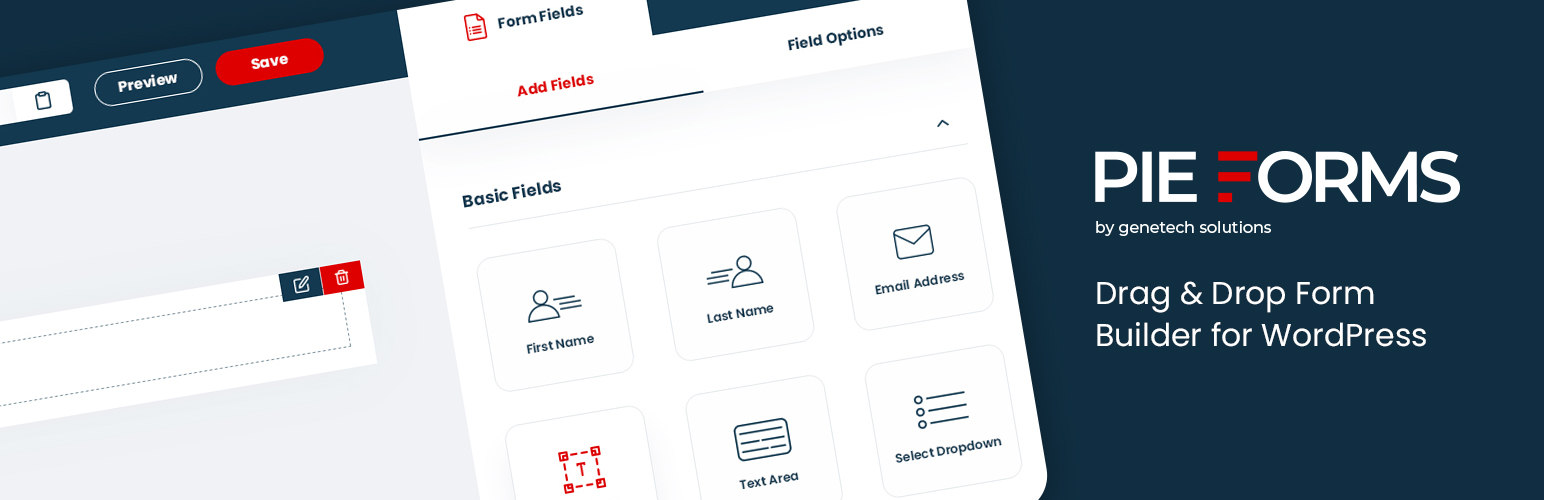 Form Fields
Preview
Save
Add Fields
Field Options
Basic Fields
First Name
Last Name
Email Address
T
Text Area
Select Dropdown
PIE FORMS
by genetech solutions
Drag & Drop Form
Builder for WordPress